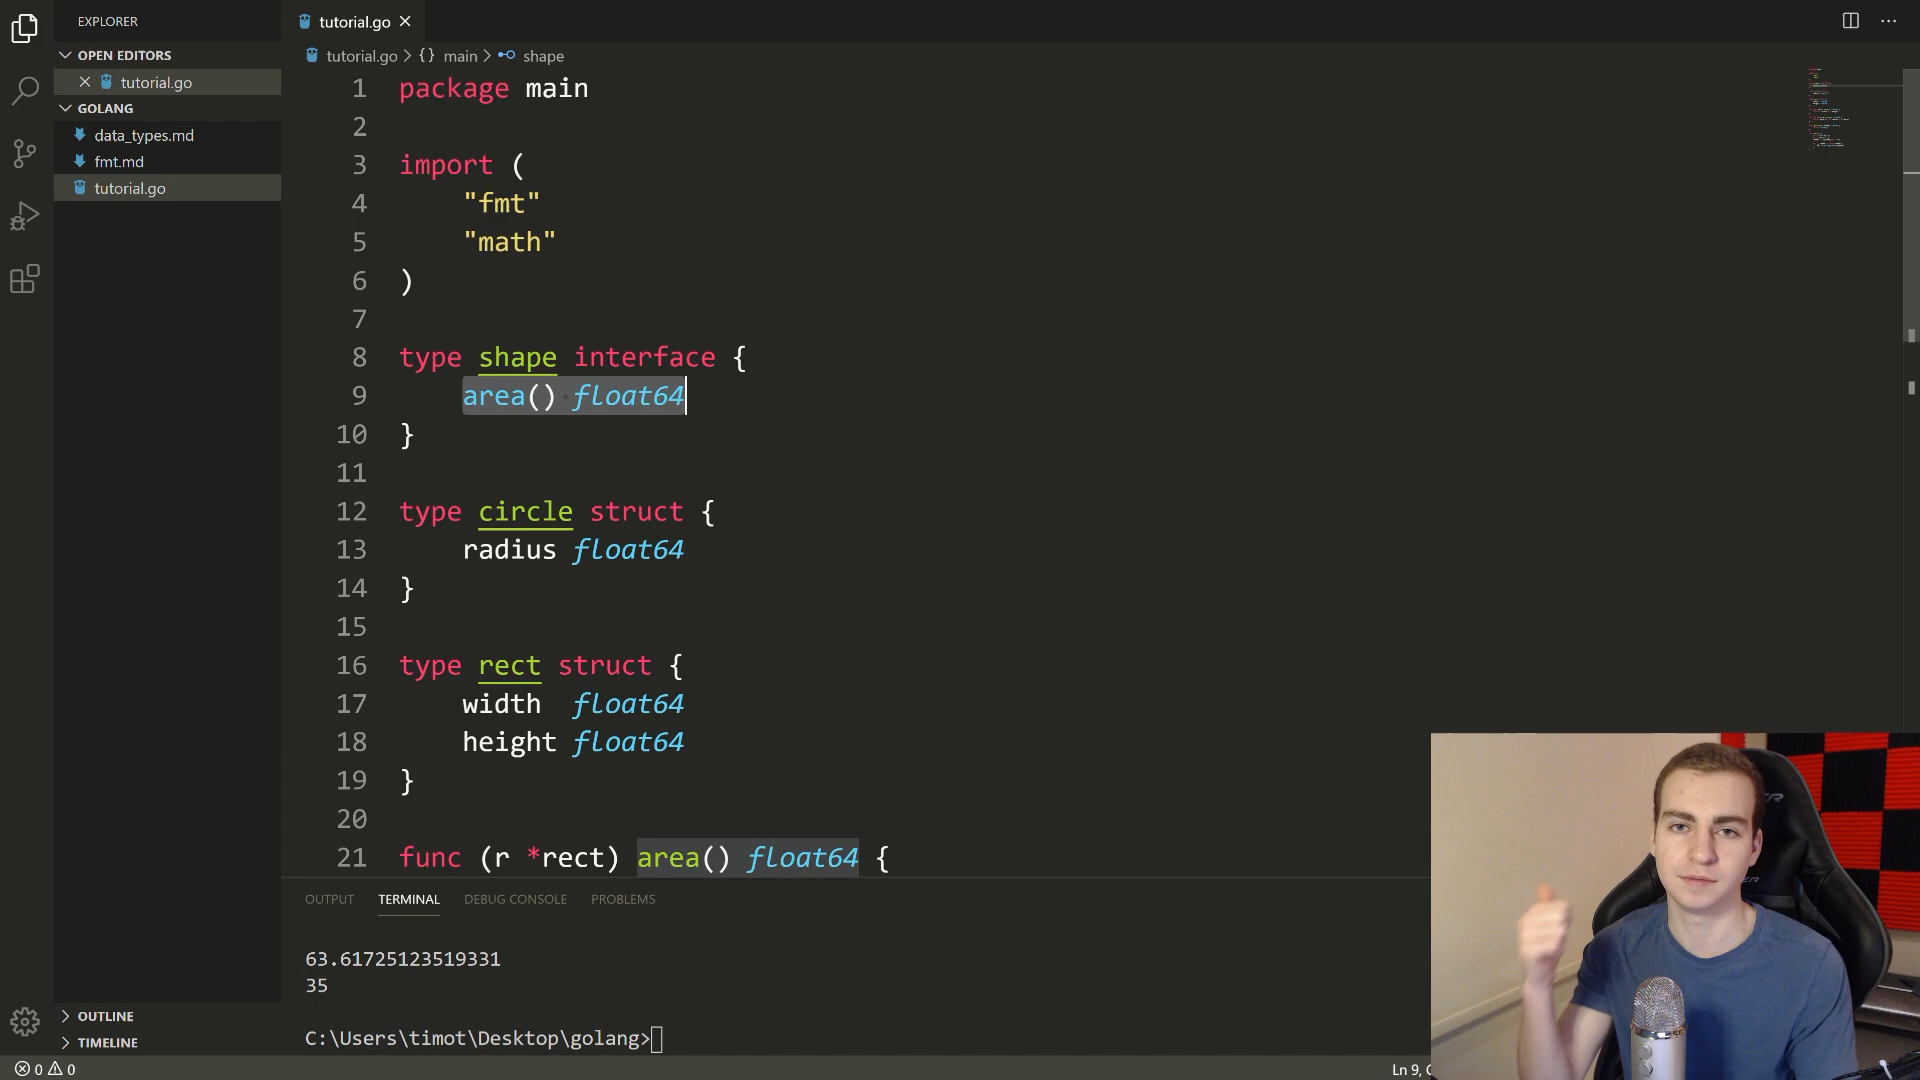 EXPLORER
OPEN EDITORS
tutorial.go
GOLANG
data_types.md
fmt.md
tutorial.go
OUTLINE
TIMELINE
tutorial.go
tutorial.go > {} main > shape
1 package main
2
3 import (
4 "fmt"
5 "math"
6 )
7
8 type shape interface {
9 area() float64
10 }
11
12 type circle struct {
13 radius float64
14 }
15
16 type rect struct {
17 width float64
18 height float64
19 }
20
21 func (r *rect) area() float64 {
OUTPUT TERMINAL DEBUG CONSOLE PROBLEMS
63.61725123519331
35
C:\Users\timot\Desktop\golang>
0 0
Ln 9,